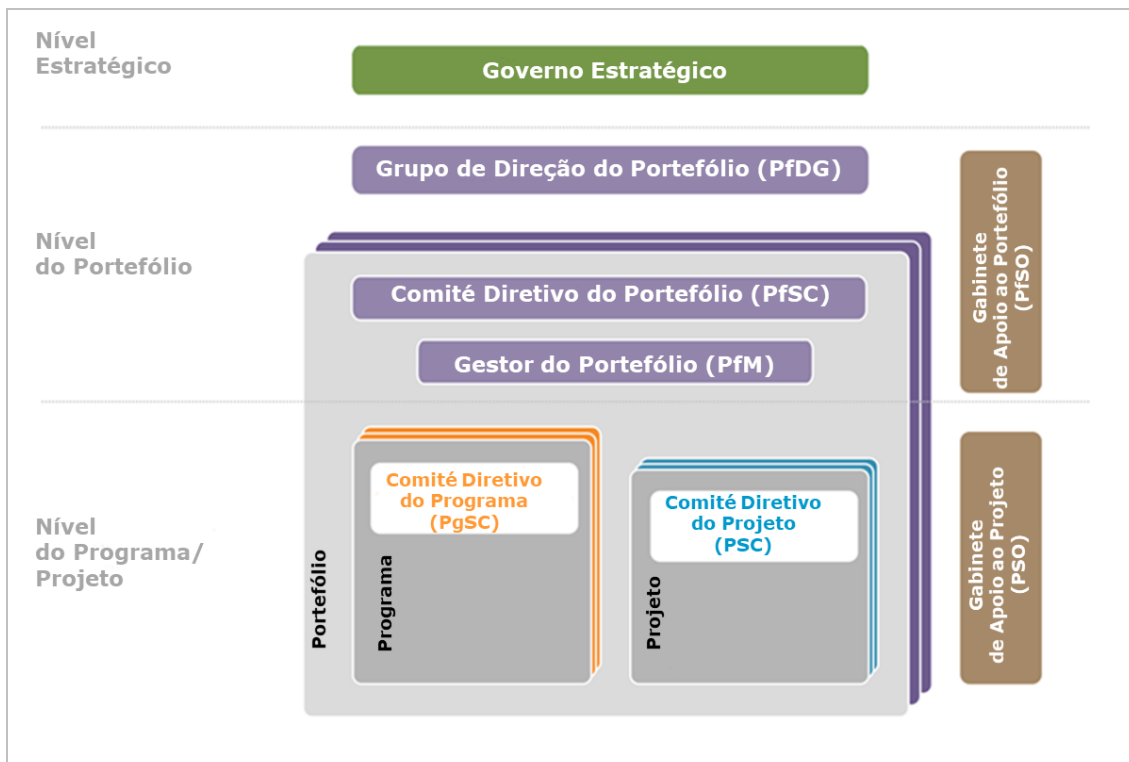 Nível
Estratégico
Governo Estratégico
Grupo de Direção do Portefólio (PfDG)
Nível
do Portefólio
Comité Diretivo do Portefólio (PfSC)
Gestor do Portefólio (PfM)
Gabinete
de Apoio ao Portefólio
(PfSO)
Nível
do Programa/
Projeto
Portefólio
Programa
Comité Diretivo
do Programa
(PgSC)
Projeto
Comité Diretivo
do Projeto
(PSC)
Gabinete
de Apoio ao Projeto
(PSO)